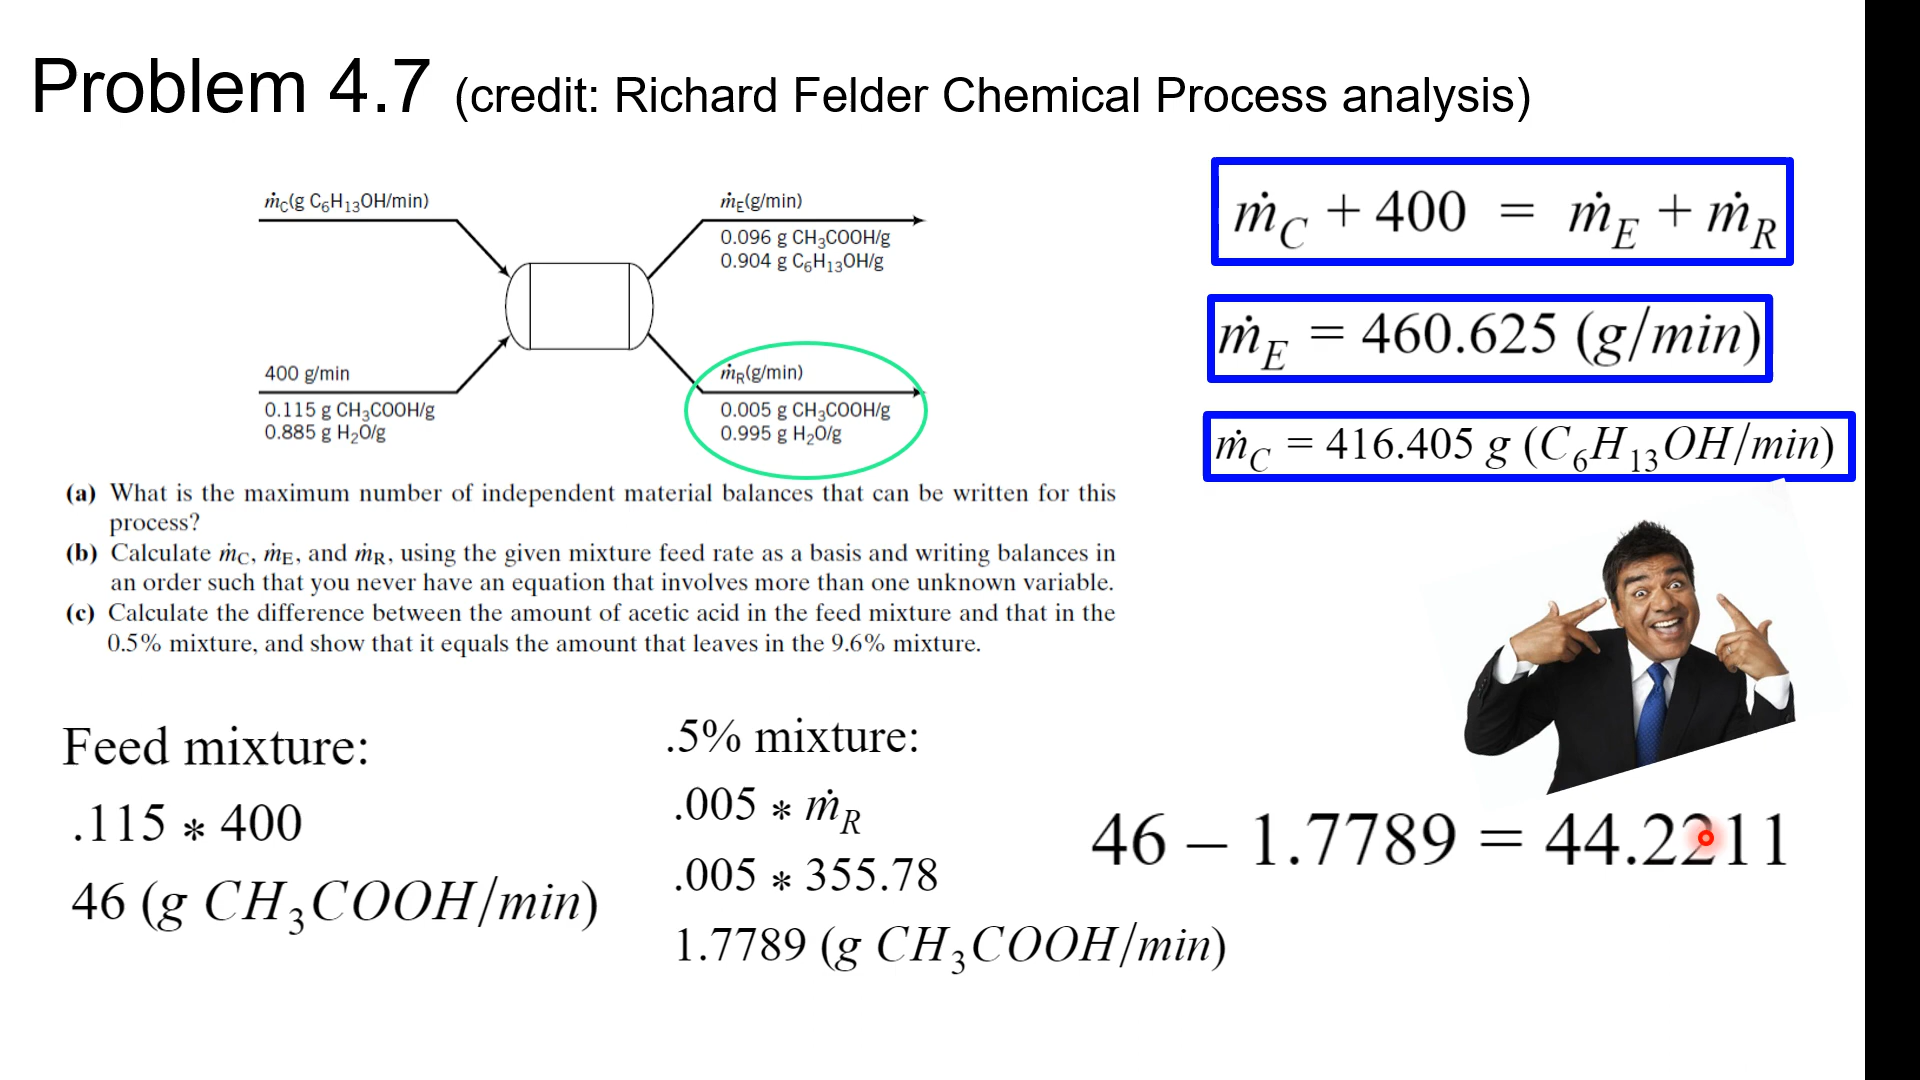 Problem 4.7 (credit: Richard Felder Chemical Process analysis)
ṁC(g C6H13OH/min)
ṁE(g/min)
0.096 g CH3COOH/g
0.904 g C6H13OH/g
400 g/min
0.115 g CH3COOH/g
0.885 g H2O/g
ṁR(g/min)
0.005 g CH3COOH/g
0.995 g H2O/g
ṁC + 400 = ṁE + ṁR
ṁE = 460.625 (g/min)
ṁC = 416.405 g (C6H13OH/min)
(a) What is the maximum number of independent material balances that can be written for this
process?
(b) Calculate ṁC, ṁE, and ṁR, using the given mixture feed rate as a basis and writing balances in
an order such that you never have an equation that involves more than one unknown variable.
(c) Calculate the difference between the amount of acetic acid in the feed mixture and that in the
0.5% mixture, and show that it equals the amount that leaves in the 9.6% mixture.
Feed mixture:
.115 * 400
46 (g CH3COOH/min)
.5% mixture:
.005 * ṁR
.005 * 355.78
1.7789 (g CH3COOH/min)
46 – 1.7789 = 44.2211